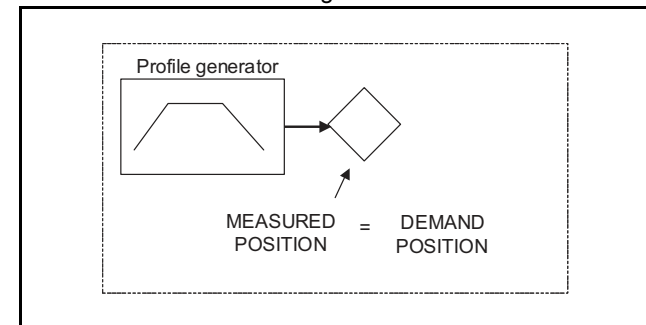 Profile generator
MEASURED = DEMAND
POSITION POSITION